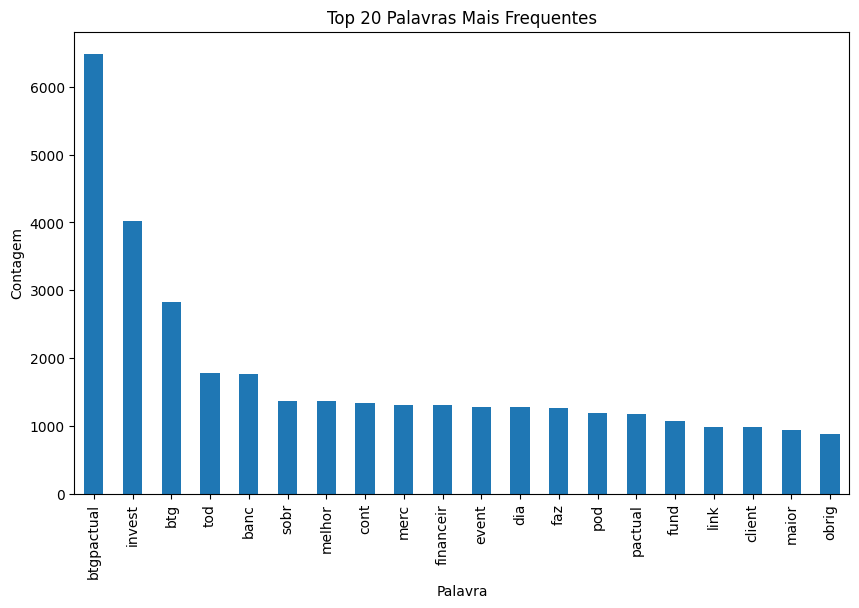 Top 20 Palavras Mais Frequentes
Contagem
6000
5000
4000
3000
2000
1000
0
btgpactual
invest
btg
tod
banc
sobr
melhor
cont
merc
financeir
event
dia
faz
pod
pactual
fund
link
client
maior
obrig
Palavra